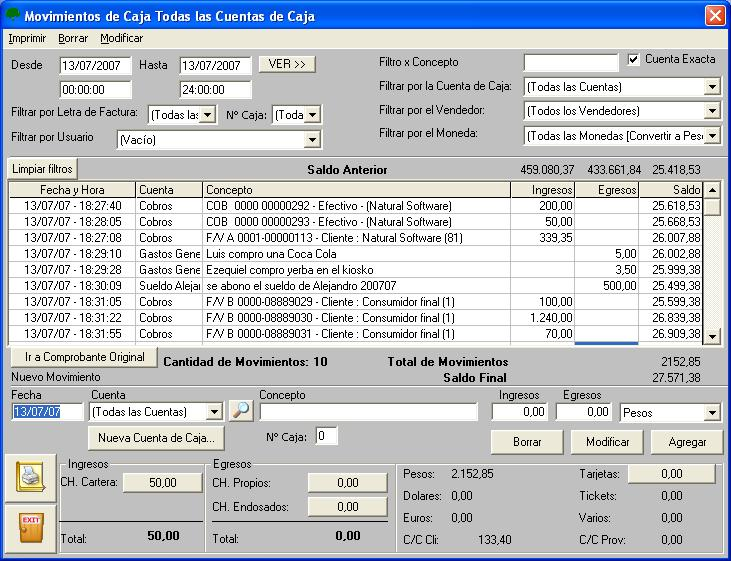 Movimientos de Caja Todas las Cuentas de Caja
Imprimir Borrar Modificar
Desde 13/07/2007 Hasta 13/07/2007 VER >> Filtro x Concepto Cuenta Exacta
00:00:00 24:00:00 Filtrar por la Cuenta de Caja: (Todas las Cuentas)
Filtrar por Letra de Factura: (Todas las Nº Caja: (Toda Filtrar por el Vendedor: (Todos los Vendedores)
Filtrar por Usuario (Vacío) Filtrar por el Moneda: (Todas las Monedas [Convertir a Peso
Limpiar filtros Saldo Anterior 459.080,37 433.661,84 25.418,53
Fecha y Hora Cuenta Concepto Ingresos Egresos Saldo
13/07/07 - 18:27:40 Cobros COB 0000 00000292 - Efectivo - (Natural Software) 200,00 25.618,53
13/07/07 - 18:28:05 Cobros COB 0000 00000293 - Efectivo - (Natural Software) 50,00 25.668,53
13/07/07 - 18:27:08 Cobros F/V A 0001-00000113 - Cliente : Natural Software (81) 339,35 26.007,88
13/07/07 - 18:29:10 Gastos Gene Luis compro una Coca Cola 5,00 26.002,88
13/07/07 - 18:29:28 Gastos Gene Ezequiel compro yerba en el kiosko 3,50 25.999,38
13/07/07 - 18:30:09 Sueldo Alejar se abono el sueldo de Alejandro 200707 500,00 25.499,38
13/07/07 - 18:31:05 Cobros F/V B 0000-08889029 - Cliente : Consumidor final (1) 100,00 25.599,38
13/07/07 - 18:31:22 Cobros F/V B 0000-08889030 - Cliente : Consumidor final (1) 1.240,00 26.839,38
13/07/07 - 18:31:55 Cobros F/V B 0000-08889031 - Cliente : Consumidor final (1) 70,00 26.909,38
Ir a Comprobante Original Cantidad de Movimientos: 10 Total de Movimientos 2152,85
Nuevo Movimiento Saldo Final 27.571,38
Fecha Cuenta Concepto Ingresos Egresos
13/07/07 (Todas las Cuentas) 0,00 0,00 Pesos
Nueva Cuenta de Caja... Nº Caja: 0 Borrar Modificar Agregar
Ingresos Egresos
CH. Cartera: 50,00 CH. Propios: 0,00 Pesos: 2.152,85 Tarjetas: 0,00
Dolares: 0,00 Tickets: 0,00
CH. Endosados: 0,00
EXIT Euros: 0,00 Varios: 0,00
Total: 50,00 Total: 0,00 C/C Cli: 133,40 C/C Prov: 0,00